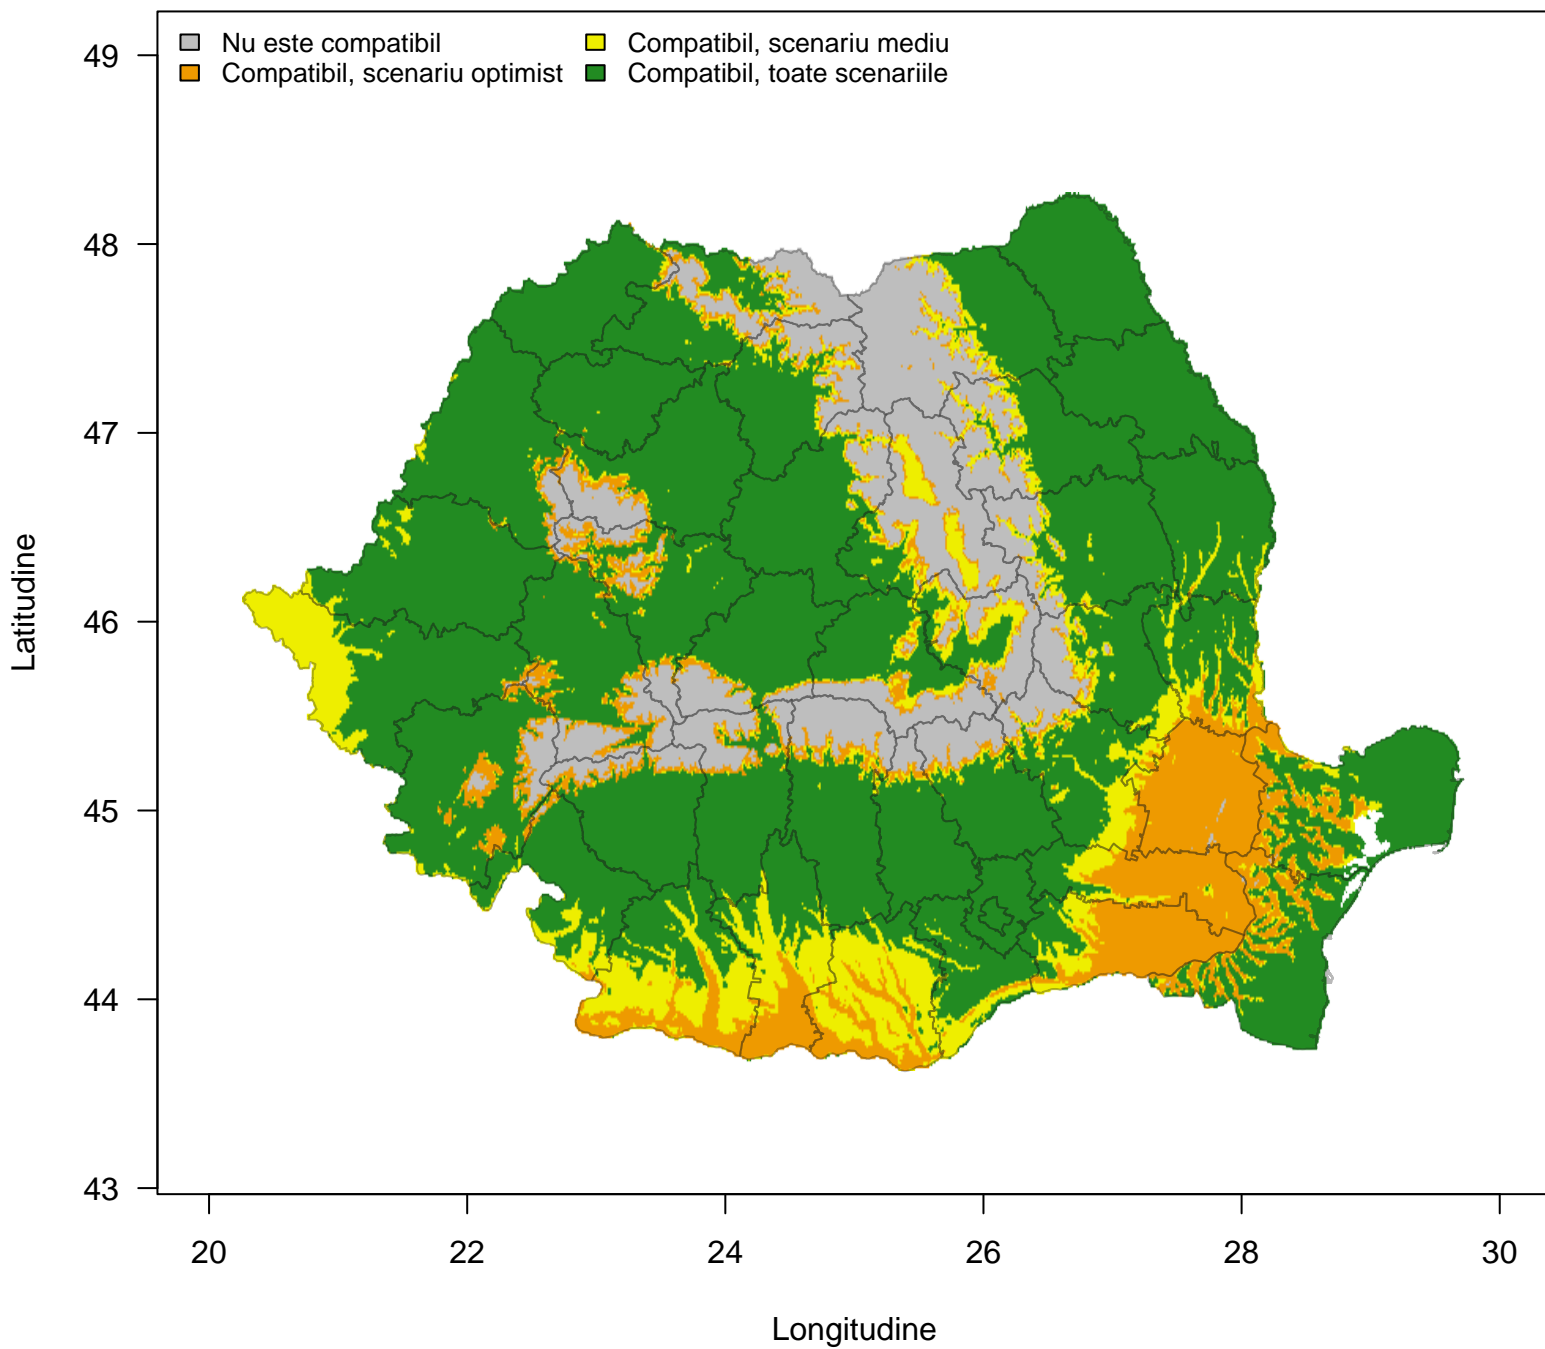 Nu este compatibil
Compatibil, scenariu optimist
Compatibil, scenariu mediu
Compatibil, toate scenariile
49
48
47
46
45
44
43
Latitudine
20
22
24
26
28
30
Longitudine